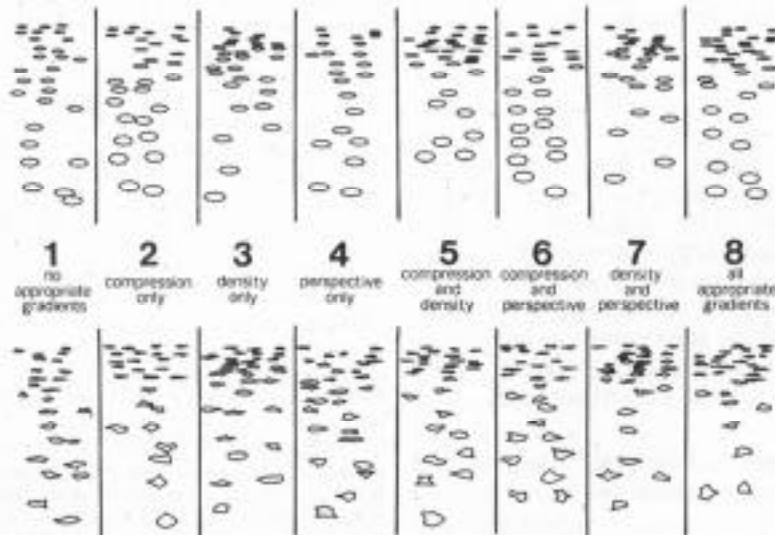 1
no
appropriate
gradients
2
compression
only
3
density
only
4
perspective
only
5
compression
and
density
6
compression
and
perspective
7
density
and
perspective
8
all
appropriate
gradients